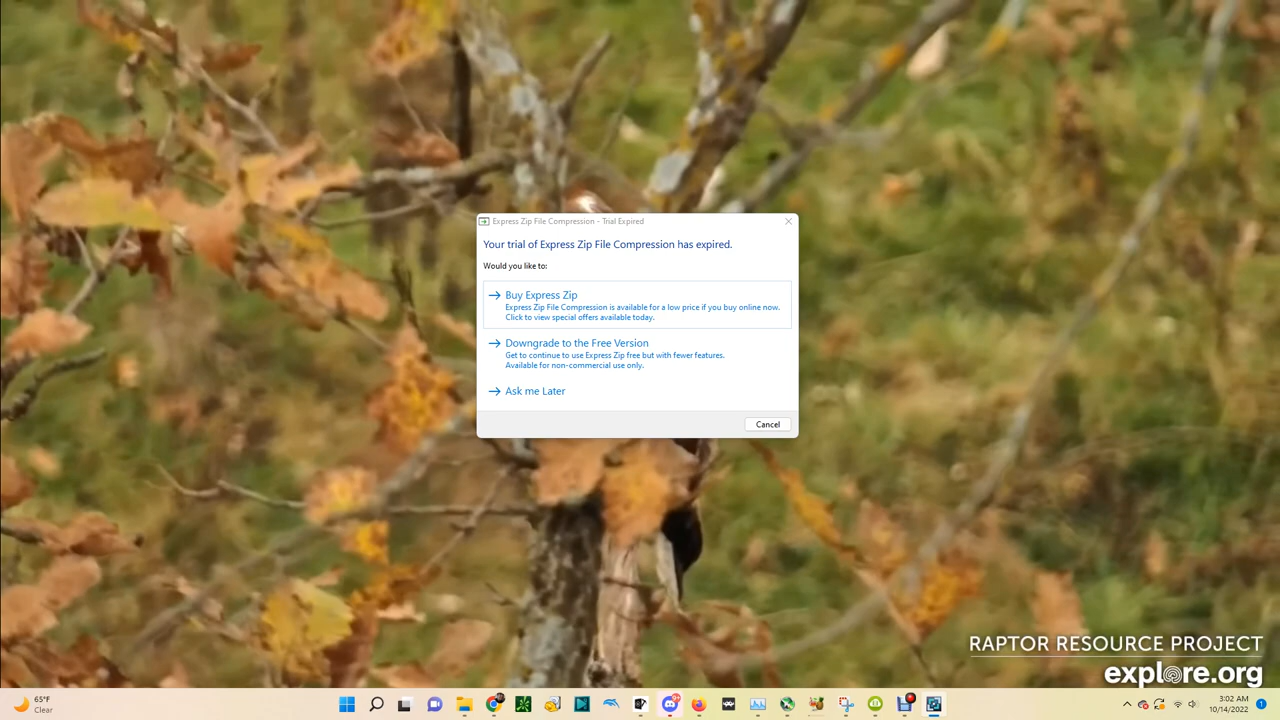 Express Zip File Compression - Trial Expired
Your trial of Express Zip File Compression has expired.
Would you like to:
Buy Express Zip
Express Zip File Compression is available for a low price if you buy online now.
Click to view special offers available today.
Downgrade to the Free Version
Get to continue to use Express Zip free but with fewer features.
Available for non-commercial use only.
Ask me Later
Cancel
RAPTOR RESOURCE PROJECT
explore.org
65°F
Clear
9+
3:02 AM
10/14/2022
1